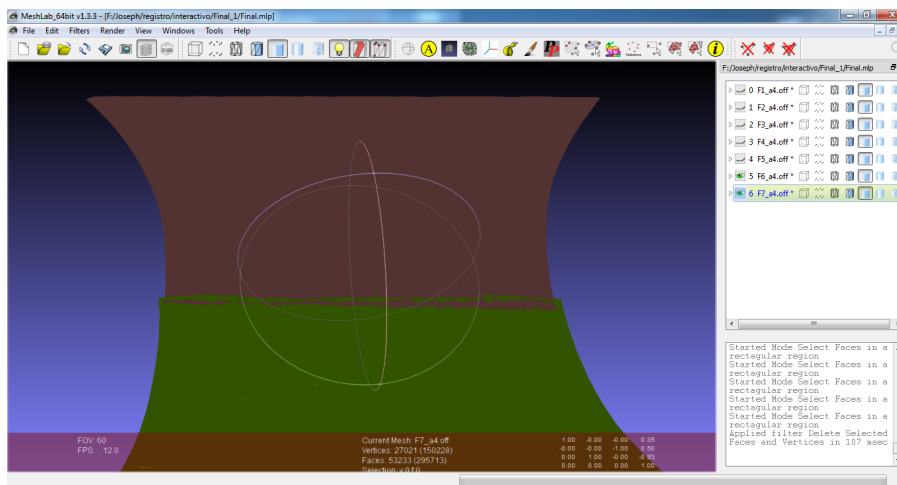 MeshLab_64bit v1.3.3 - [F:/Joseph/registro/interactivo/Final_1/Final.mlp]
File Edit Filters Render View Windows Tools Help
F:/Joseph/registro/interactivo/Final_1/Final.mlp
0 F1_a4.off *
1 F2_a4.off *
2 F3_a4.off *
3 F4_a4.off *
4 F5_a4.off *
5 F6_a4.off *
6 F7_a4.off *
Started Mode Select Faces in a
rectagular region
Started Mode Select Faces in a
rectagular region
Started Mode Select Faces in a
rectagular region
Started Mode Select Faces in a
rectagular region
Started Mode Select Faces in a
rectagular region
Applied filter Delete Selected
Faces and Vertices in 107 msec
FOV: 60
FPS: 12.0
Current Mesh: F7_a4.off
Vertices: 27021 (150228)
Faces: 53233 (295713)
Selection: v:0 f:0
1.00 -0.00 -0.00 0.35
-0.00 -0.00 -1.00 0.50
-0.00 1.00 -0.00 -0.93
0.00 0.00 0.00 1.00